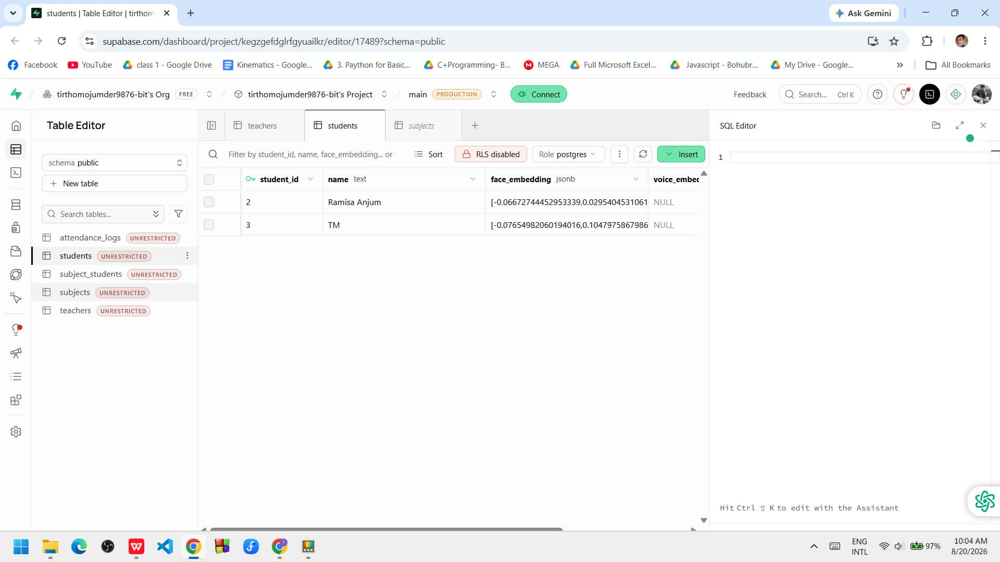 students | Table Editor | tirthom
Ask Gemini
supabase.com/dashboard/project/kegzgefdglrfgyuailkr/editor/17489?schema=public
Facebook
YouTube
class 1 - Google Drive
Kinematics - Google...
3. Paython for Basic...
C+Programming- B...
MEGA
Full Microsoft Excel...
Javascript - Bohubr...
My Drive - Google...
All Bookmarks
tirthomojumder9876-bit's Org FREE
tirthomojumder9876-bit's Project
main PRODUCTION
Connect
Feedback
Search... Ctrl K
Table Editor
teachers
students
subjects
SQL Editor
schema public
New table
Search tables...
attendance_logs UNRESTRICTED
students UNRESTRICTED
subject_students UNRESTRICTED
subjects UNRESTRICTED
teachers UNRESTRICTED
Filter by student_id, name, face_embedding... or
Sort
RLS disabled
Role postgres
Insert
student_id name text face_embedding jsonb voice_embed
2 Ramisa Anjum [-0.06672744452953339,0.0295404531061 NULL
3 TM [-0.07654982060194016,0.1047975867986 NULL
1
Hit Ctrl ⇧ K to edit with the Assistant
ENG
INTL
97%
10:04 AM
8/20/2026